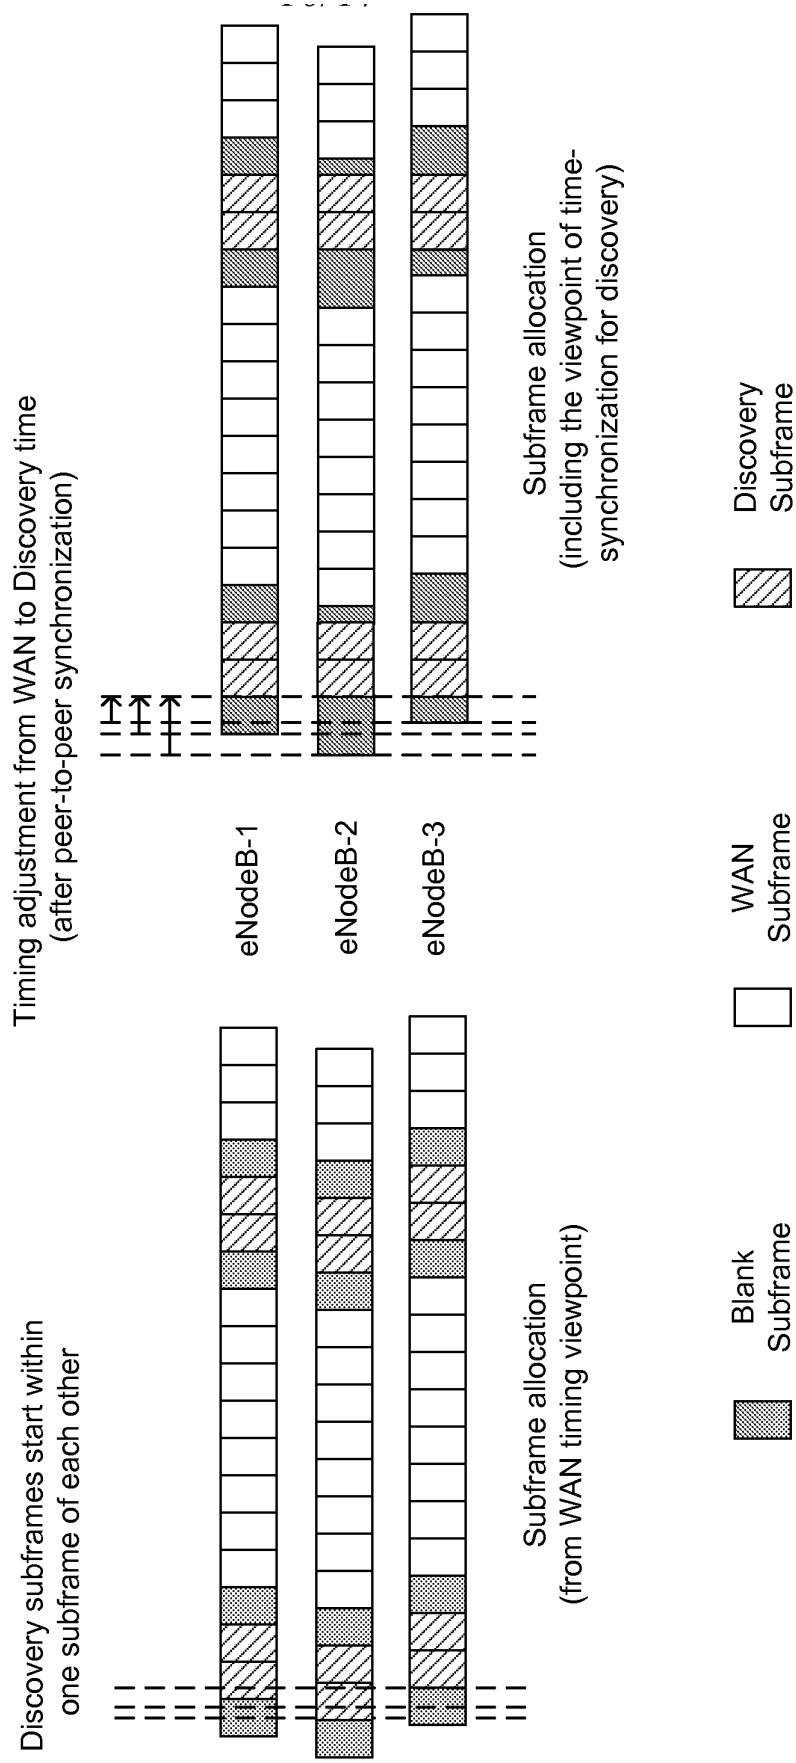 Discovery subframes start within
one subframe of each other
Timing adjustment from WAN to Discovery time
(after peer-to-peer synchronization)
eNodeB-1
eNodeB-2
eNodeB-3
Subframe allocation
(from WAN timing viewpoint)
Subframe allocation
(including the viewpoint of time-
synchronization for discovery)
Blank
Subframe
WAN
Subframe
Discovery
Subframe